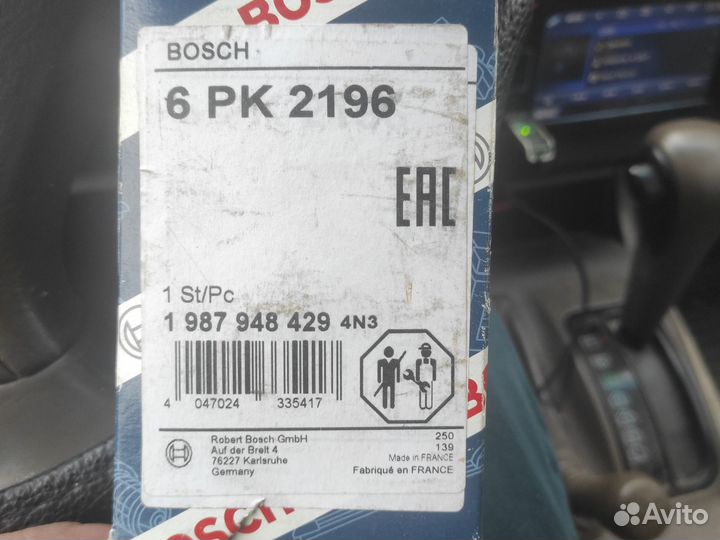 BOSCH
BOSCH
6 PK 2196
EAC
1 St/Pc
1 987 948 429 4N3
4 047024 335417
Robert Bosch GmbH
Auf der Breit 4
76227 Karlsruhe
Germany
250
139
Made in FRANCE
Fabriqué en FRANCE
BOSCH
Avito